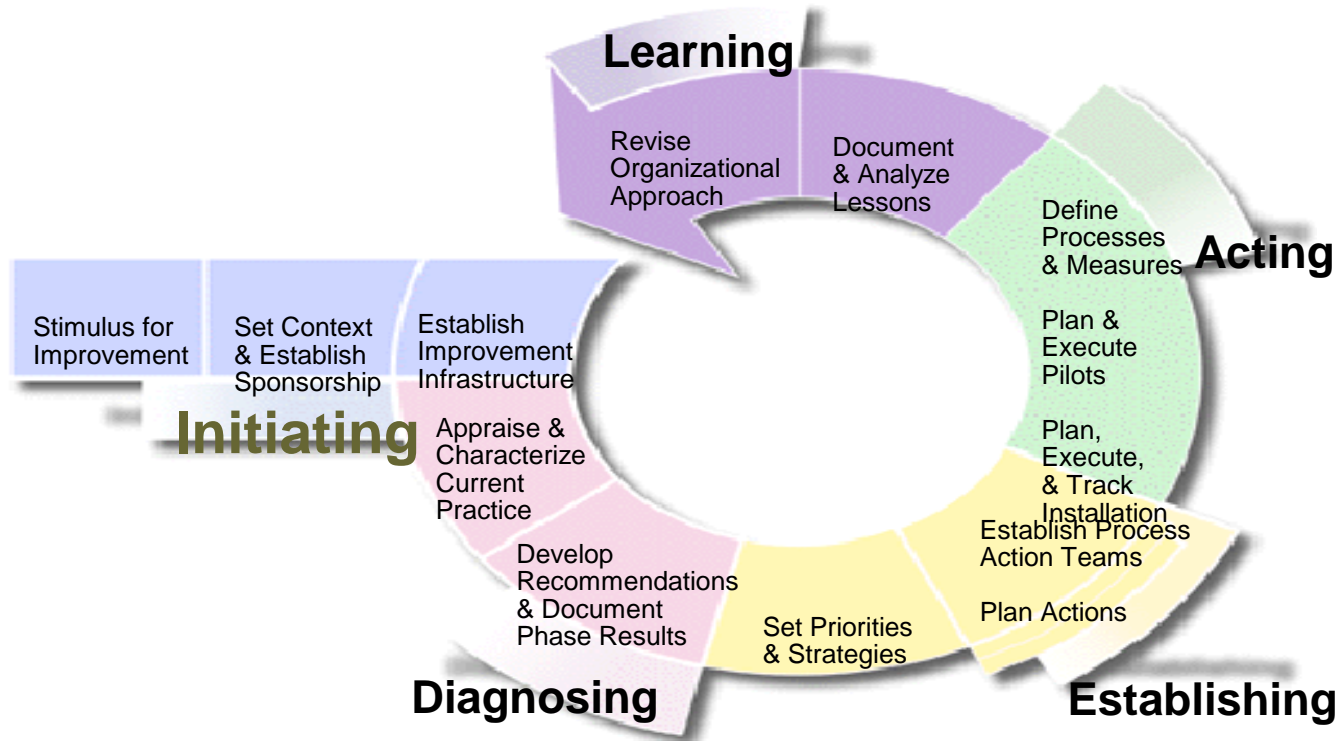 Learning
Revise
Organizational
Approach
Document
& Analyze
Lessons
Define
Processes
& Measures
Acting
Plan &
Execute
Pilots
Plan,
Execute,
& Track
Installation
Stimulus for
Improvement
Set Context
& Establish
Sponsorship
Establish
Improvement
Infrastructure
Initiating
Appraise &
Characterize
Current
Practice
Develop
Recommendations
& Document
Phase Results
Diagnosing
Set Priorities
& Strategies
Establish Process
Action Teams
Plan Actions
Establishing